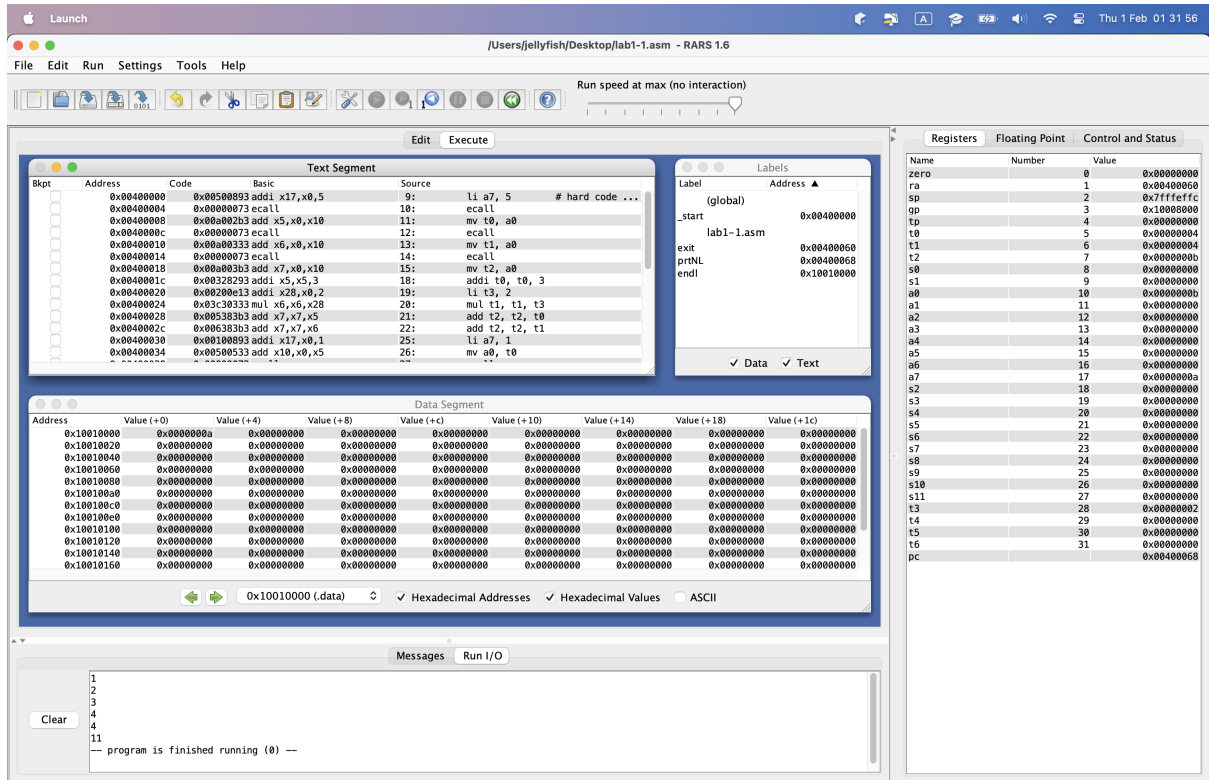 Launch A Thu 1 Feb 01 31 56
/Users/jellyfish/Desktop/lab1-1.asm - RARS 1.6
File Edit Run Settings Tools Help
Run speed at max (no interaction)
Edit Execute
Text Segment
Bkpt Address Code Basic Source
0x00400000 0x00500893 addi x17,x0,5 9: li a7, 5 # hard code ...
0x00400004 0x00000073 ecall 10: ecall
0x00400008 0x00a002b3 add x5,x0,x10 11: mv t0, a0
0x0040000c 0x00000073 ecall 12: ecall
0x00400010 0x00a00333 add x6,x0,x10 13: mv t1, a0
0x00400014 0x00000073 ecall 14: ecall
0x00400018 0x00a003b3 add x7,x0,x10 15: mv t2, a0
0x0040001c 0x00328293 addi x5,x5,3 18: addi t0, t0, 3
0x00400020 0x00200e13 addi x28,x0,2 19: li t3, 2
0x00400024 0x03c30333 mul x6,x6,x28 20: mul t1, t1, t3
0x00400028 0x005383b3 add x7,x7,x5 21: add t2, t2, t0
0x0040002c 0x006383b3 add x7,x7,x6 22: add t2, t2, t1
0x00400030 0x00100893 addi x17,x0,1 25: li a7, 1
0x00400034 0x00500533 add x10,x0,x5 26: mv a0, t0
Labels
Label Address ▲
(global)
_start 0x00400000
lab1-1.asm
exit 0x00400060
prtNL 0x00400068
endl 0x10010000
Data Text
Data Segment
Address Value (+0) Value (+4) Value (+8) Value (+c) Value (+10) Value (+14) Value (+18) Value (+1c)
0x10010000 0x0000000a 0x00000000 0x00000000 0x00000000 0x00000000 0x00000000 0x00000000 0x00000000
0x10010020 0x00000000 0x00000000 0x00000000 0x00000000 0x00000000 0x00000000 0x00000000 0x00000000
0x10010040 0x00000000 0x00000000 0x00000000 0x00000000 0x00000000 0x00000000 0x00000000 0x00000000
0x10010060 0x00000000 0x00000000 0x00000000 0x00000000 0x00000000 0x00000000 0x00000000 0x00000000
0x10010080 0x00000000 0x00000000 0x00000000 0x00000000 0x00000000 0x00000000 0x00000000 0x00000000
0x100100a0 0x00000000 0x00000000 0x00000000 0x00000000 0x00000000 0x00000000 0x00000000 0x00000000
0x100100c0 0x00000000 0x00000000 0x00000000 0x00000000 0x00000000 0x00000000 0x00000000 0x00000000
0x100100e0 0x00000000 0x00000000 0x00000000 0x00000000 0x00000000 0x00000000 0x00000000 0x00000000
0x10010100 0x00000000 0x00000000 0x00000000 0x00000000 0x00000000 0x00000000 0x00000000 0x00000000
0x10010120 0x00000000 0x00000000 0x00000000 0x00000000 0x00000000 0x00000000 0x00000000 0x00000000
0x10010140 0x00000000 0x00000000 0x00000000 0x00000000 0x00000000 0x00000000 0x00000000 0x00000000
0x10010160 0x00000000 0x00000000 0x00000000 0x00000000 0x00000000 0x00000000 0x00000000 0x00000000
0x10010000 (.data) Hexadecimal Addresses Hexadecimal Values ASCII
Messages Run I/O
Clear
1
2
3
4
4
11
-- program is finished running (0) --
Registers Floating Point Control and Status
Name Number Value
zero 0 0x00000000
ra 1 0x00400060
sp 2 0x7fffeffc
gp 3 0x10008000
tp 4 0x00000000
t0 5 0x00000004
t1 6 0x00000004
t2 7 0x0000000b
s0 8 0x00000000
s1 9 0x00000000
a0 10 0x0000000b
a1 11 0x00000000
a2 12 0x00000000
a3 13 0x00000000
a4 14 0x00000000
a5 15 0x00000000
a6 16 0x00000000
a7 17 0x0000000a
s2 18 0x00000000
s3 19 0x00000000
s4 20 0x00000000
s5 21 0x00000000
s6 22 0x00000000
s7 23 0x00000000
s8 24 0x00000000
s9 25 0x00000000
s10 26 0x00000000
s11 27 0x00000000
t3 28 0x00000002
t4 29 0x00000000
t5 30 0x00000000
t6 31 0x00000000
pc 0x00400068